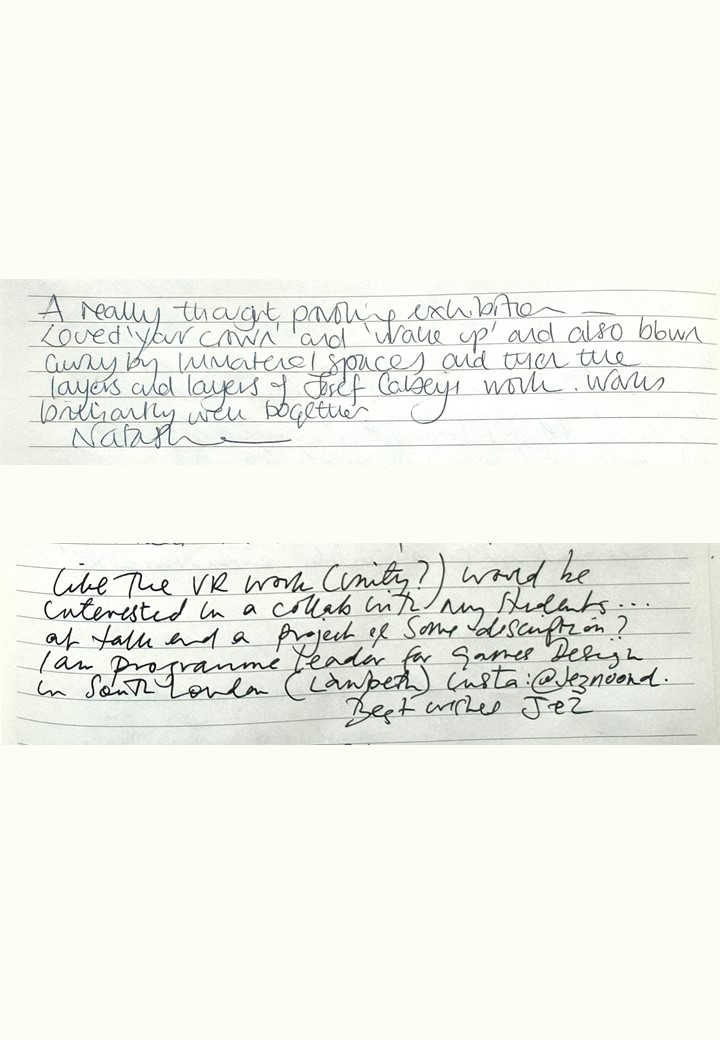 A really thought provoking exhibition
Loved 'your crown' and 'wake up' and also blown
away by Immaterial spaces and then the
layers and layers of Josef work. Works
brilliantly well together
Natasha
Like The VR work (Unity?) would be
interested in a collab with my students...
at talk end a project of some description?
I am programme leader for Games Design
in South London (Lambeth) insta:
Best wishes Jez